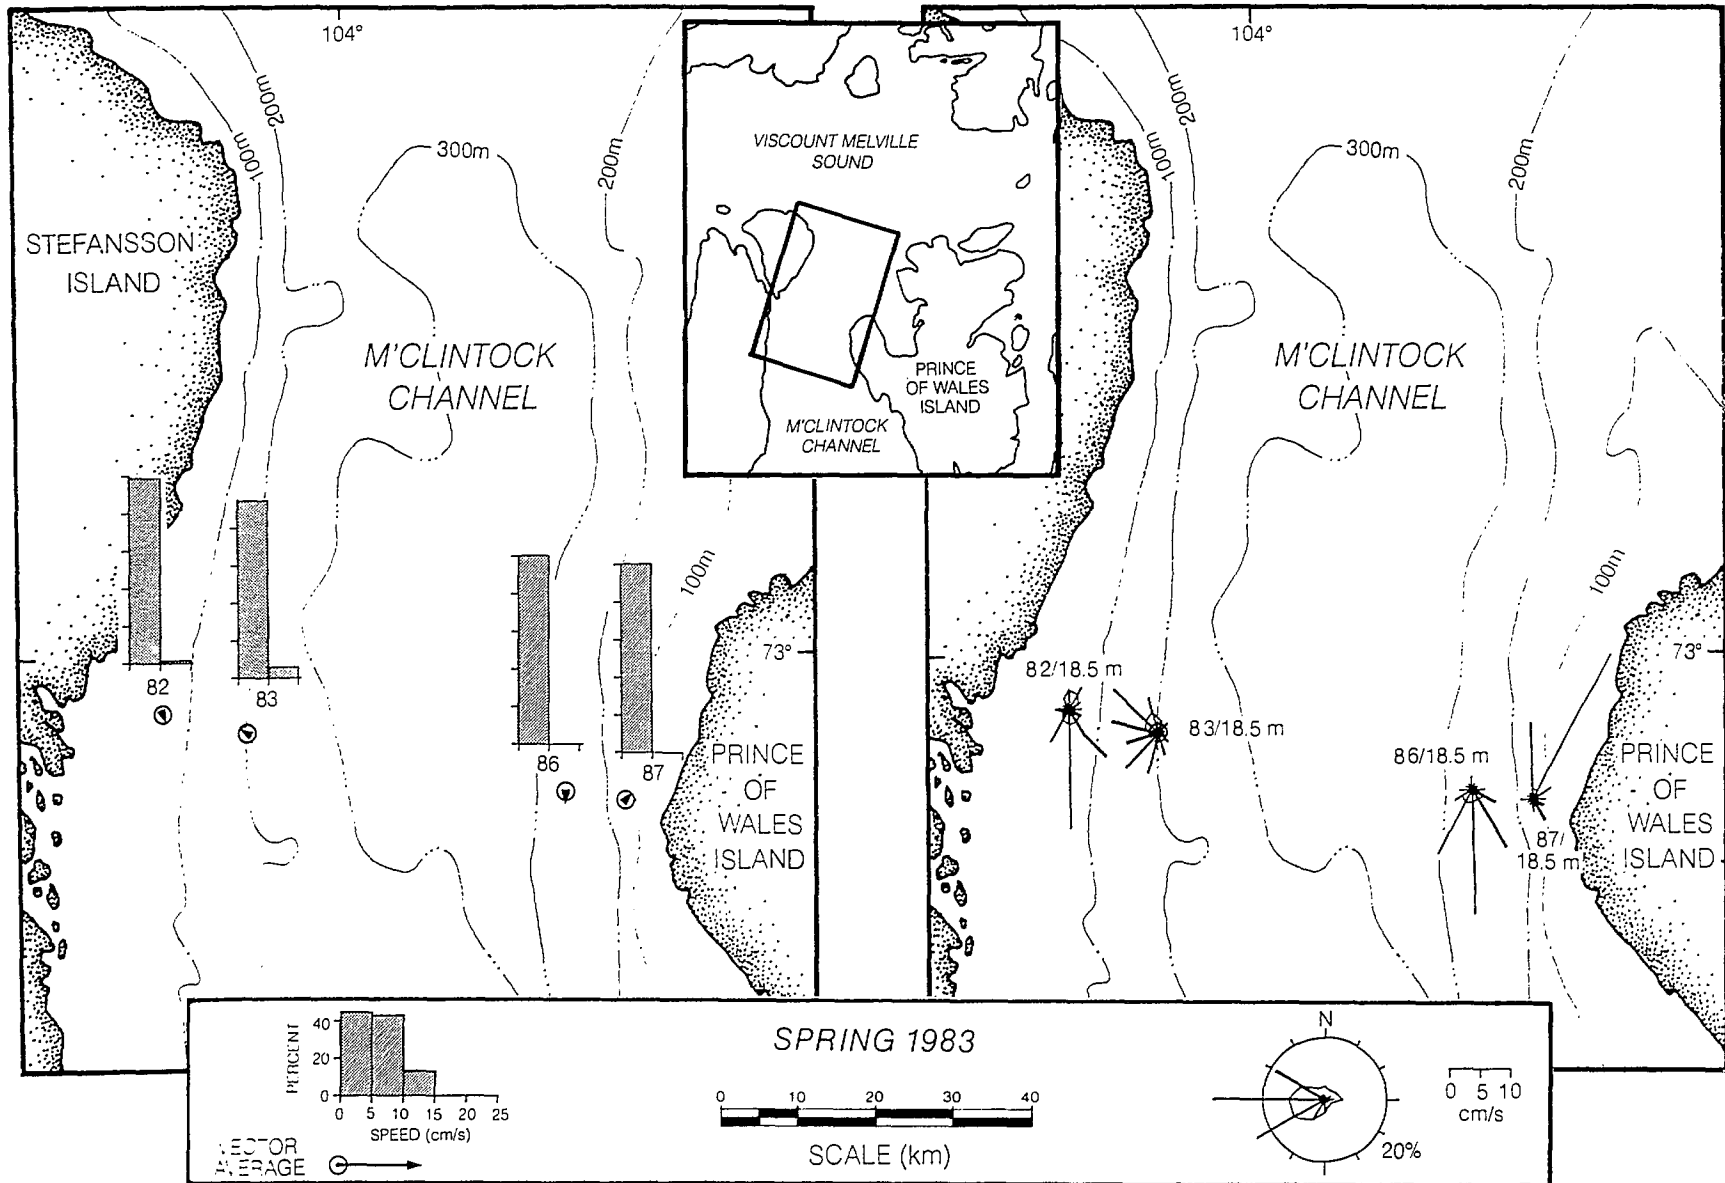 104°
200m
100m
300m
200m
STEFANSSON
ISLAND
M'CLINTOCK
CHANNEL
82
83
86
87
100m
73°
PRINCE
OF
WALES
ISLAND
VISCOUNT MELVILLE
SOUND
PRINCE
OF WALES
ISLAND
M'CLINTOCK
CHANNEL
104°
200m
100m
300m
200m
M'CLINTOCK
CHANNEL
100m
73°
82/18.5 m
83/18.5 m
86/18.5 m
87/
18.5 m
PRINCE
OF
WALES
ISLAND
PERCENT
40
20
0
0 5 10 15 20 25
SPEED (cm/s)
VECTOR
AVERAGE
SPRING 1983
0 10 20 30 40
SCALE (km)
N
20%
0 5 10
cm/s